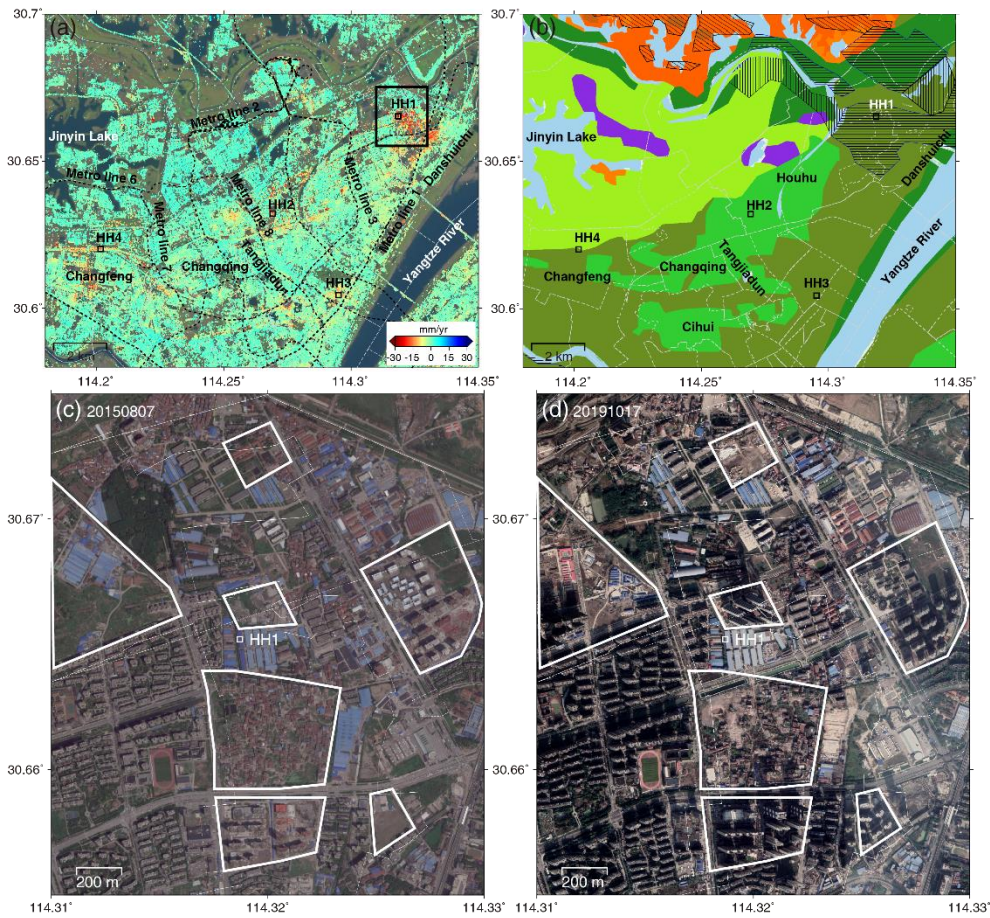 30.7°
(a)
Metro line 2
HH1
Jinyin Lake
30.65°
Metro line 6
Metro line 7
Metro line 8
HH2
Metro line 3
Metro line 1
Danshuichi
HH4
Tangjiadun
Yangtze River
Changfeng
Changqing
HH3
30.6°
mm/yr
-30 -15 0 15 30
2 km
114.2° 114.25° 114.3° 114.35°
30.7°
(b)
HH1
Jinyin Lake
30.65°
Danshuichi
Houhu
HH2
HH4
Tangjiadun
Yangtze River
Changfeng
Changqing
HH3
30.6°
Cihui
2 km
114.2° 114.25° 114.3° 114.35°
(c) 20150807
30.67°
HH1
30.66°
200 m
114.31° 114.32° 114.33°
(d) 20191017
HH1
200 m
114.31° 114.32° 114.33°